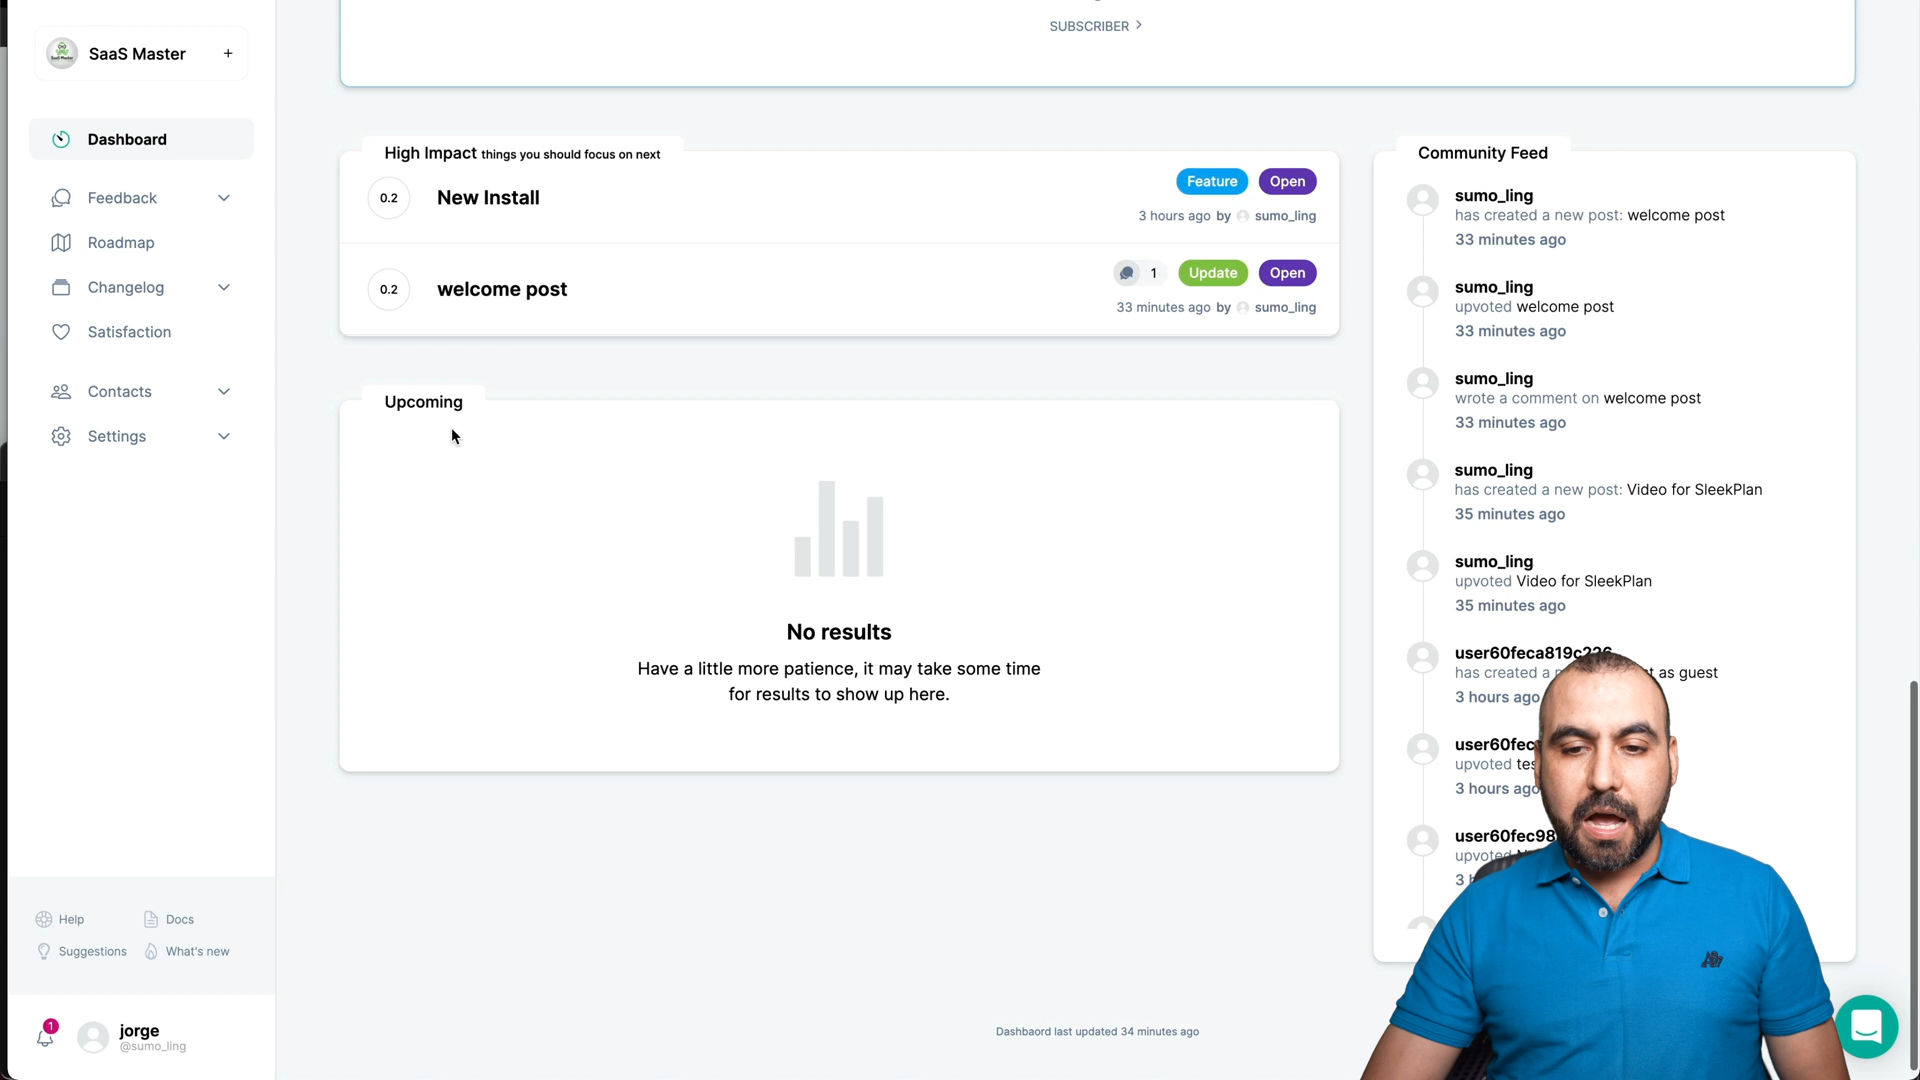 SaaS Master +
Dashboard
Feedback
Roadmap
Changelog
Satisfaction
Contacts
Settings
Help
Docs
Suggestions
What's new
1
jorge
@sumo_ling
SUBSCRIBER >
High Impact things you should focus on next
0.2
New Install
Feature
Open
3 hours ago by sumo_ling
0.2
welcome post
1
Update
Open
33 minutes ago by sumo_ling
Upcoming
No results
Have a little more patience, it may take some time
for results to show up here.
Community Feed
sumo_ling
has created a new post: welcome post
33 minutes ago
sumo_ling
upvoted welcome post
33 minutes ago
sumo_ling
wrote a comment on welcome post
33 minutes ago
sumo_ling
has created a new post: Video for SleekPlan
35 minutes ago
sumo_ling
upvoted Video for SleekPlan
35 minutes ago
user60feca819c226
has created a as guest
3 hours ago
upvoted
3 hours ago
upvoted
Dashbaord last updated 34 minutes ago